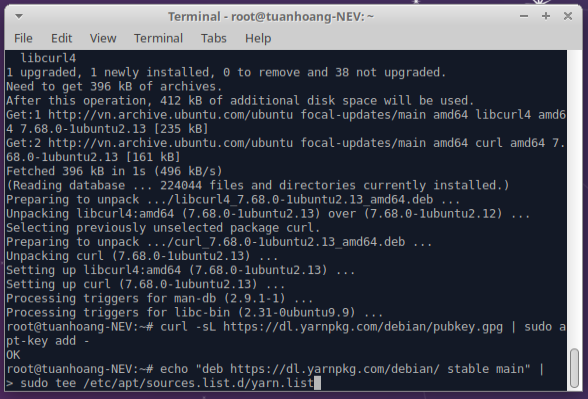 Terminal - root@tuanhoang-NEV: ~
File Edit View Terminal Tabs Help
libcurl4
1 upgraded, 1 newly installed, 0 to remove and 38 not upgraded.
Need to get 396 kB of archives.
After this operation, 412 kB of additional disk space will be used.
Get:1 http://vn.archive.ubuntu.com/ubuntu focal-updates/main amd64 libcurl4 amd6
4 7.68.0-1ubuntu2.13 [235 kB]
Get:2 http://vn.archive.ubuntu.com/ubuntu focal-updates/main amd64 curl amd64 7.
68.0-1ubuntu2.13 [161 kB]
Fetched 396 kB in 1s (496 kB/s)
(Reading database ... 224044 files and directories currently installed.)
Preparing to unpack .../libcurl4_7.68.0-1ubuntu2.13_amd64.deb ...
Unpacking libcurl4:amd64 (7.68.0-1ubuntu2.13) over (7.68.0-1ubuntu2.12) ...
Selecting previously unselected package curl.
Preparing to unpack .../curl_7.68.0-1ubuntu2.13_amd64.deb ...
Unpacking curl (7.68.0-1ubuntu2.13) ...
Setting up libcurl4:amd64 (7.68.0-1ubuntu2.13) ...
Setting up curl (7.68.0-1ubuntu2.13) ...
Processing triggers for man-db (2.9.1-1) ...
Processing triggers for libc-bin (2.31-0ubuntu9.9) ...
root@tuanhoang-NEV:~# curl -sL https://dl.yarnpkg.com/debian/pubkey.gpg | sudo a
pt-key add -
OK
root@tuanhoang-NEV:~# echo "deb https://dl.yarnpkg.com/debian/ stable main" |
> sudo tee /etc/apt/sources.list.d/yarn.list